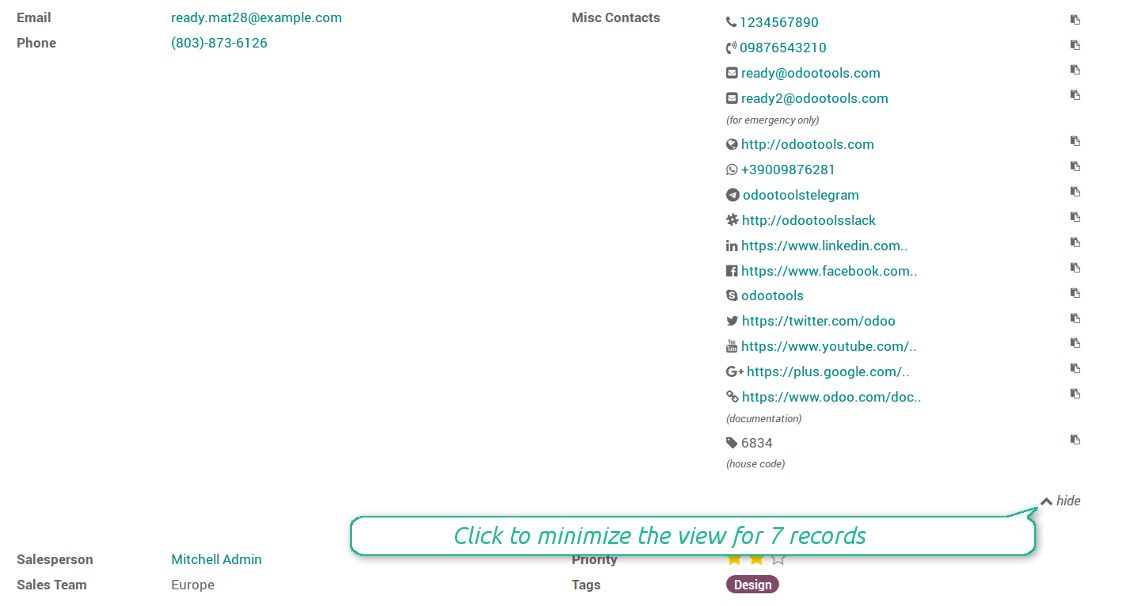 Email ready.mat28@example.com Misc Contacts 1234567890
Phone (803)-873-6126 09876543210
ready@odootools.com
ready2@odootools.com
(for emergency only)
http://odootools.com
+39009876281
odootoolstelegram
http://odootoolsslack
https://www.linkedin.com..
https://www.facebook.com..
odootools
https://twitter.com/odoo
https://www.youtube.com/..
https://plus.google.com/..
https://www.odoo.com/doc..
(documentation)
6834
(house code)
hide
Click to minimize the view for 7 records
Salesperson Mitchell Admin Priority
Sales Team Europe Tags Design